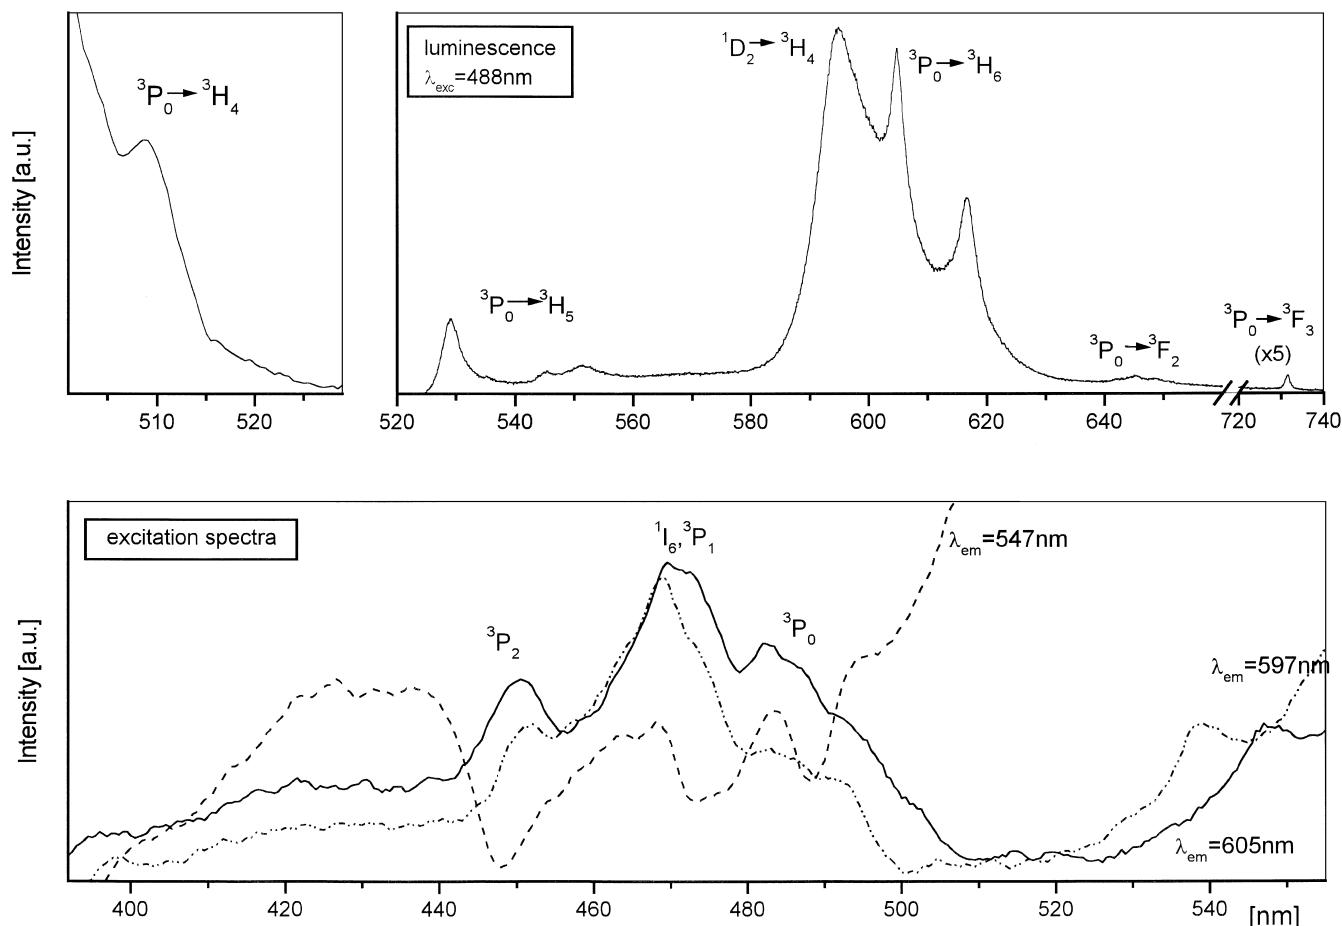 Intensity [a.u.]
³P₀→³H₄
510 520
luminescence
λexc=488nm
¹D₂→³H₄
³P₀→³H₆
³P₀→³H₅
³P₀→³F₂
³P₀→³F₃
(x5)
520 540 560 580 600 620 640 720 740
Intensity [a.u.]
excitation spectra
¹I₆,³P₁
³P₂
³P₀
λem=547nm
λem=597nm
λem=605nm
400 420 440 460 480 500 520 540 [nm]